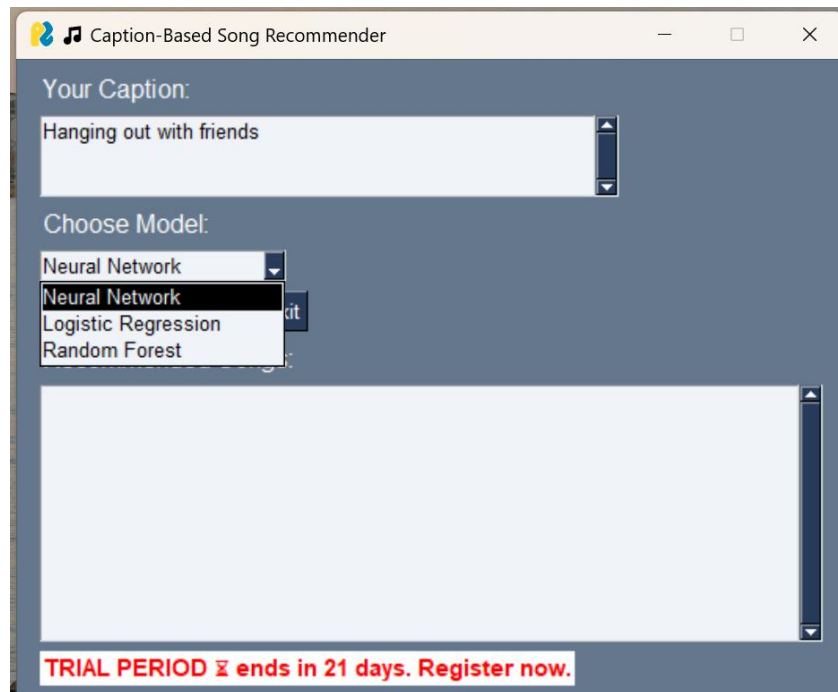 Caption-Based Song Recommender
Your Caption:
Hanging out with friends
Choose Model:
Neural Network
Neural Network
Logistic Regression
Random Forest
TRIAL PERIOD ⏳ ends in 21 days. Register now.